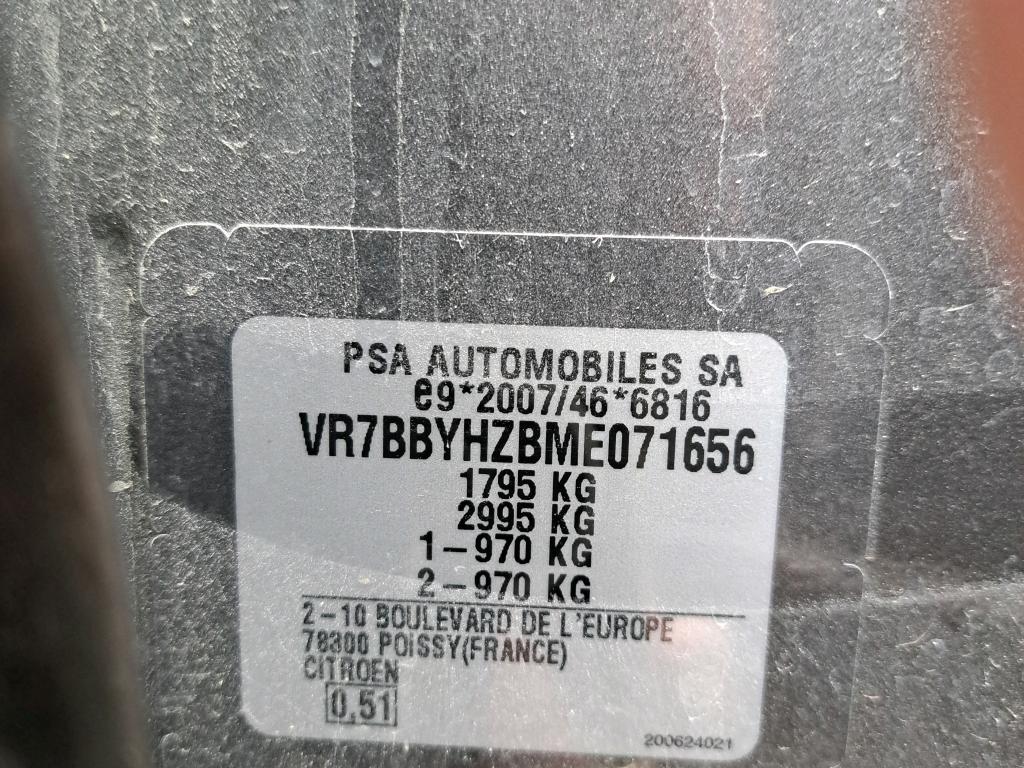 PSA AUTOMOBILES SA
e9*2007/46*6816
VR7BBYHZBME071656
1795 KG
2995 KG
1-970 KG
2-970 KG
2-10 BOULEVARD DE L'EUROPE
78300 POISSY(FRANCE)
CITROEN
0,51
200624021